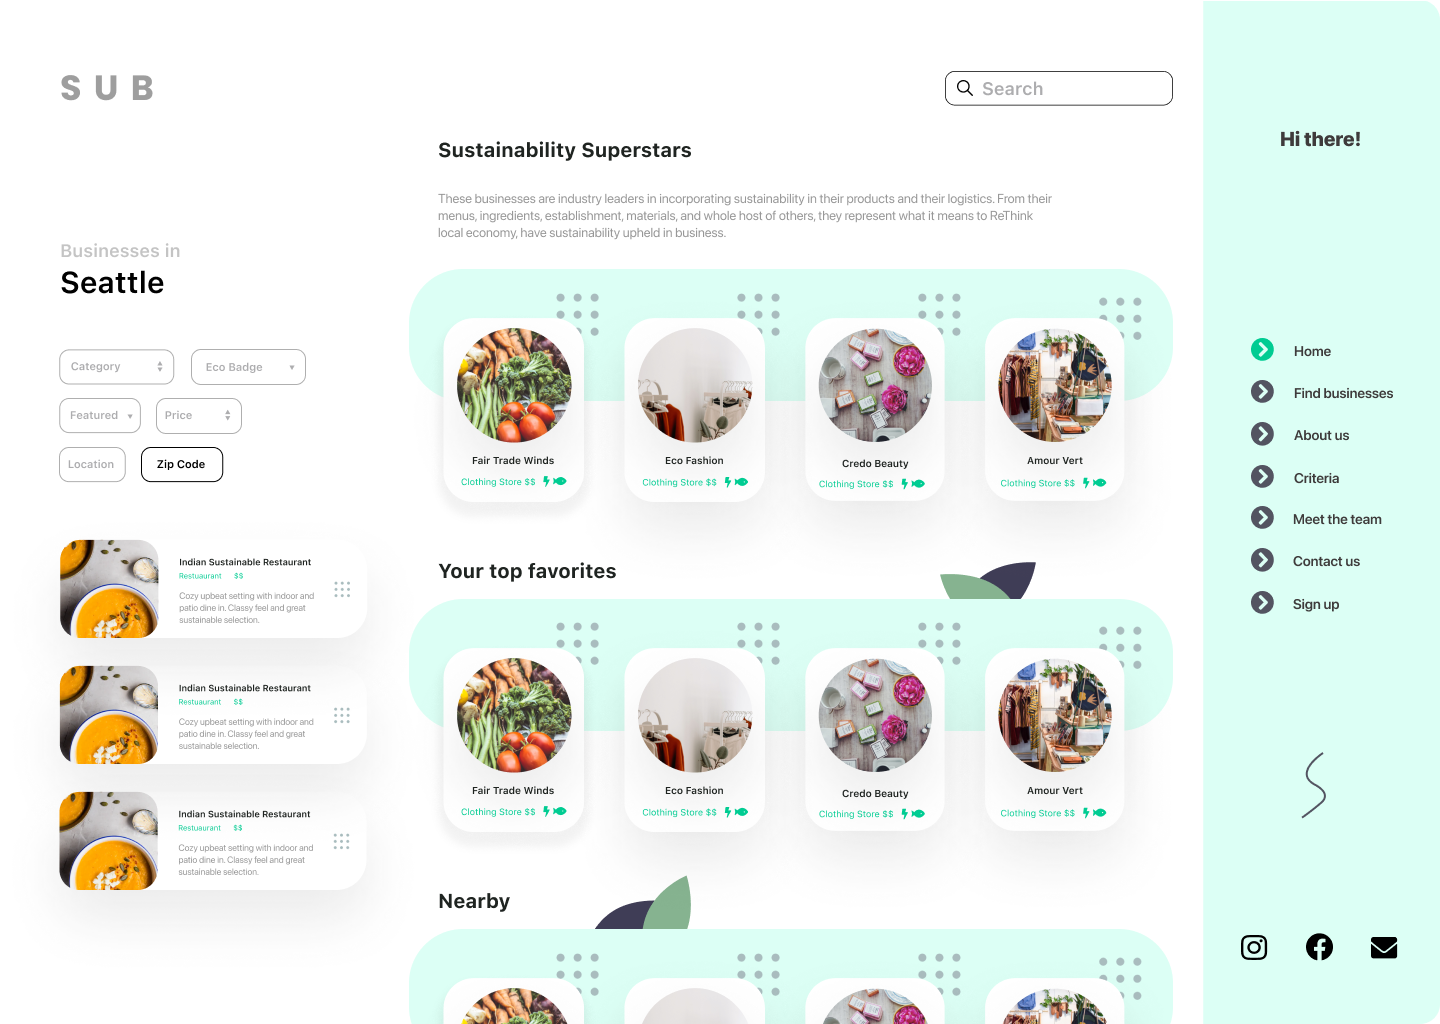 SUB
Search
Hi there!
Sustainability Superstars
These businesses are industry leaders in incorporating sustainability in their products and their logistics. From their
menus, ingredients, establishment, materials, and whole host of others, they represent what it means to ReThink
local economy, have sustainability upheld in business.
Businesses in
Seattle
Category
Eco Badge
Featured
Price
Location
Zip Code
Indian Sustainable Restaurant
Restuaurant $$
Cozy upbeat setting with indoor and
patio dine in. Classy feel and great
sustainable selection.
Indian Sustainable Restaurant
Restuaurant $$
Cozy upbeat setting with indoor and
patio dine in. Classy feel and great
sustainable selection.
Indian Sustainable Restaurant
Restuaurant $$
Cozy upbeat setting with indoor and
patio dine in. Classy feel and great
sustainable selection.
Fair Trade Winds
Clothing Store $$
Eco Fashion
Clothing Store $$
Credo Beauty
Clothing Store $$
Amour Vert
Clothing Store $$
Your top favorites
Fair Trade Winds
Clothing Store $$
Eco Fashion
Clothing Store $$
Credo Beauty
Clothing Store $$
Amour Vert
Clothing Store $$
Nearby
Home
Find businesses
About us
Criteria
Meet the team
Contact us
Sign up